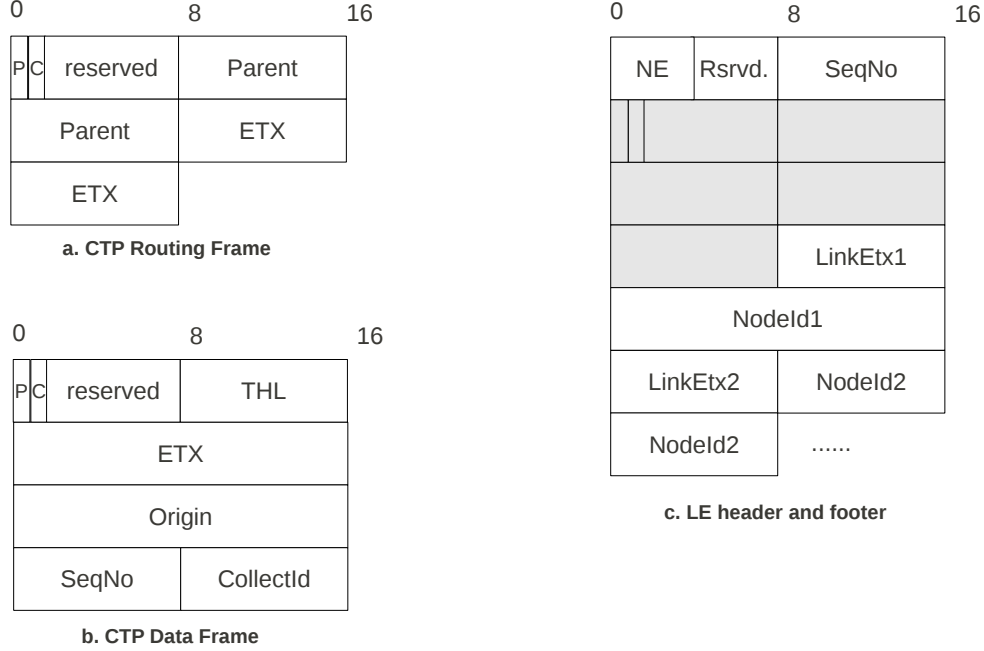 0 8 16
P C reserved Parent
Parent ETX
ETX
a. CTP Routing Frame
0 8 16
P C reserved THL
ETX
Origin
SeqNo CollectId
b. CTP Data Frame
0 8 16
NE Rsrvd. SeqNo
LinkEtx1
NodeId1
LinkEtx2 NodeId2
NodeId2 ......
c. LE header and footer